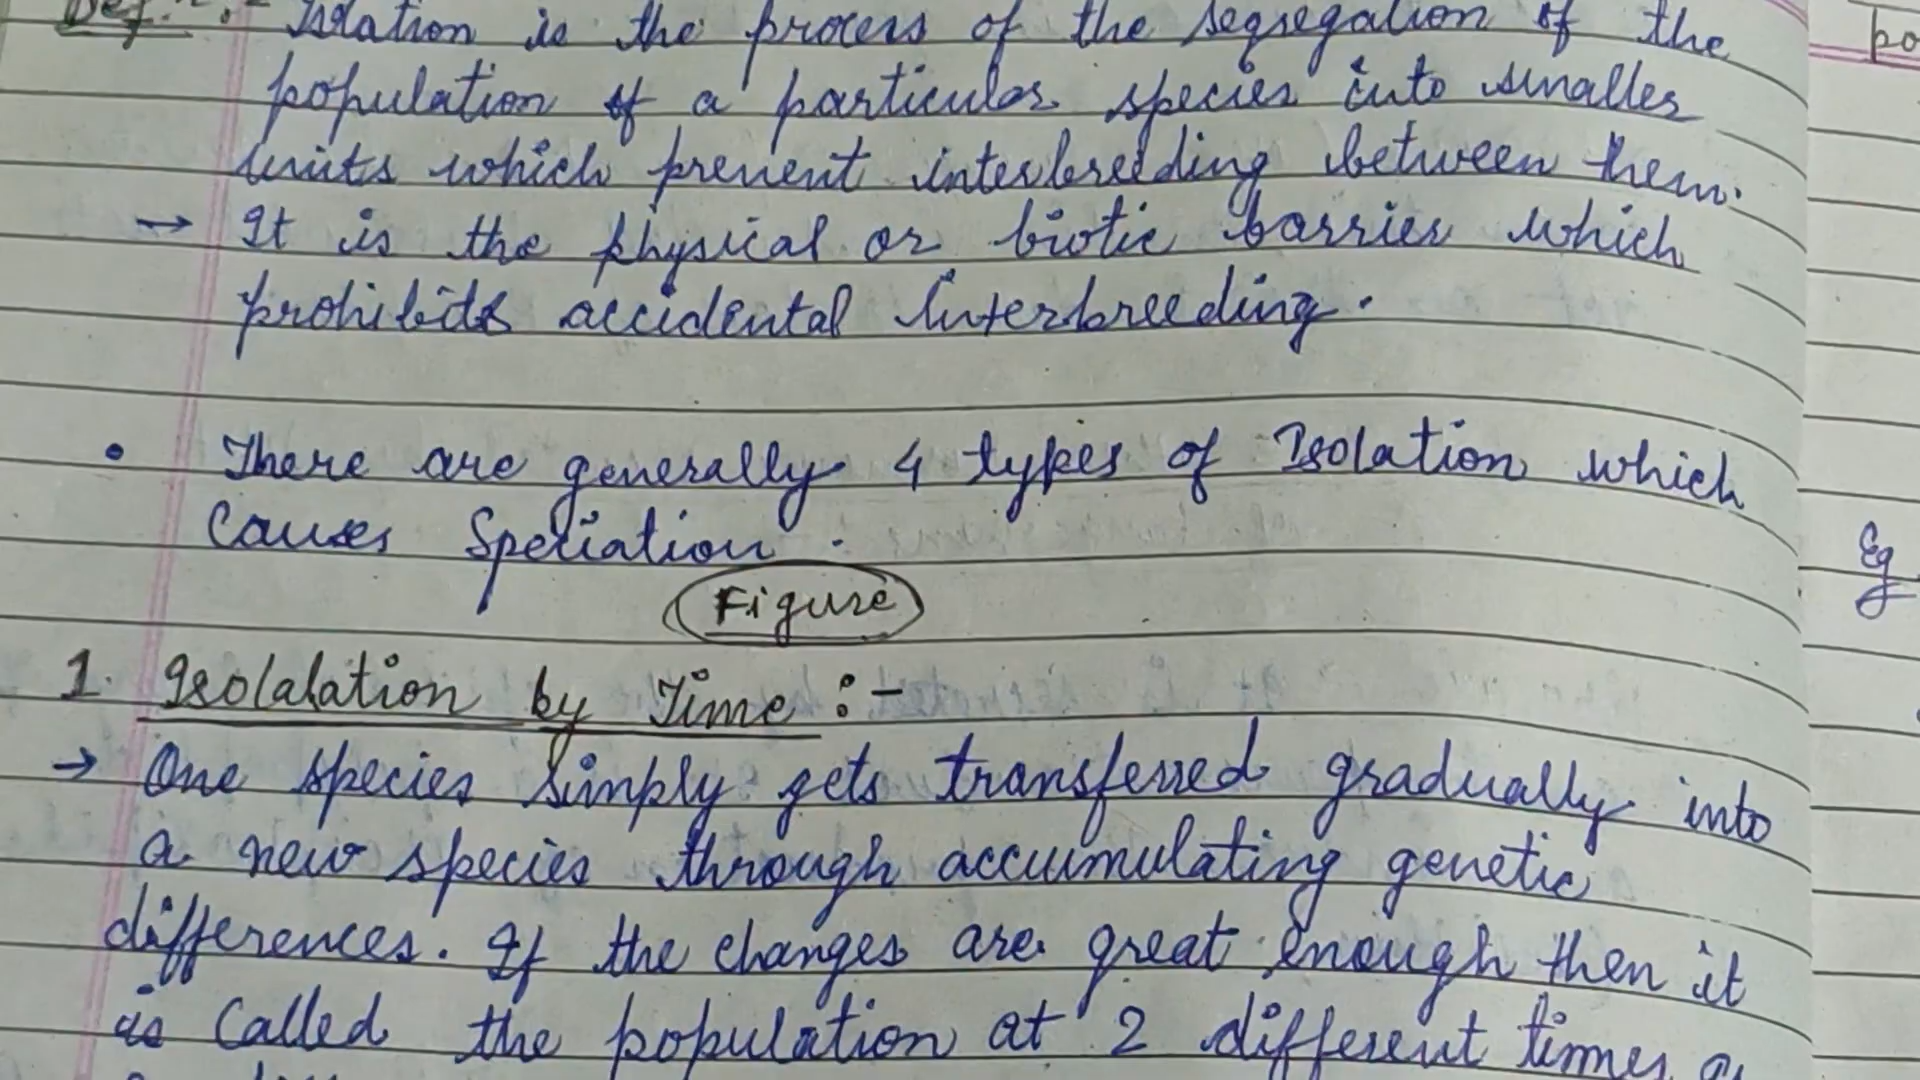 Def. : Isolation is the process of the segregation of the
population of a particular species into smaller
units which prevent interbreeding between them.
→ It is the physical or biotic barrier which
prohibits accidental Interbreeding.
• There are generally 4 types of Isolation which
Causes Speciation.
Figure
1. Isolalation by Time :-
→ One species simply gets transferred gradually into
a new species through accumulating genetic
differences. If the changes are great enough then it
is Called the population at 2 different times
po
Eg